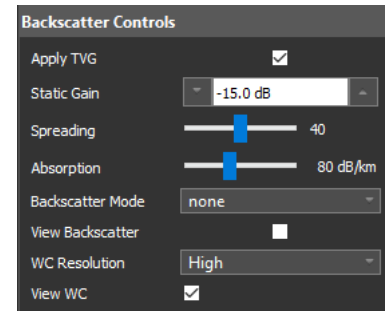 Backscatter Controls
Apply TVG
Static Gain -15.0 dB
Spreading 40
Absorption 80 dB/km
Backscatter Mode none
View Backscatter
WC Resolution High
View WC